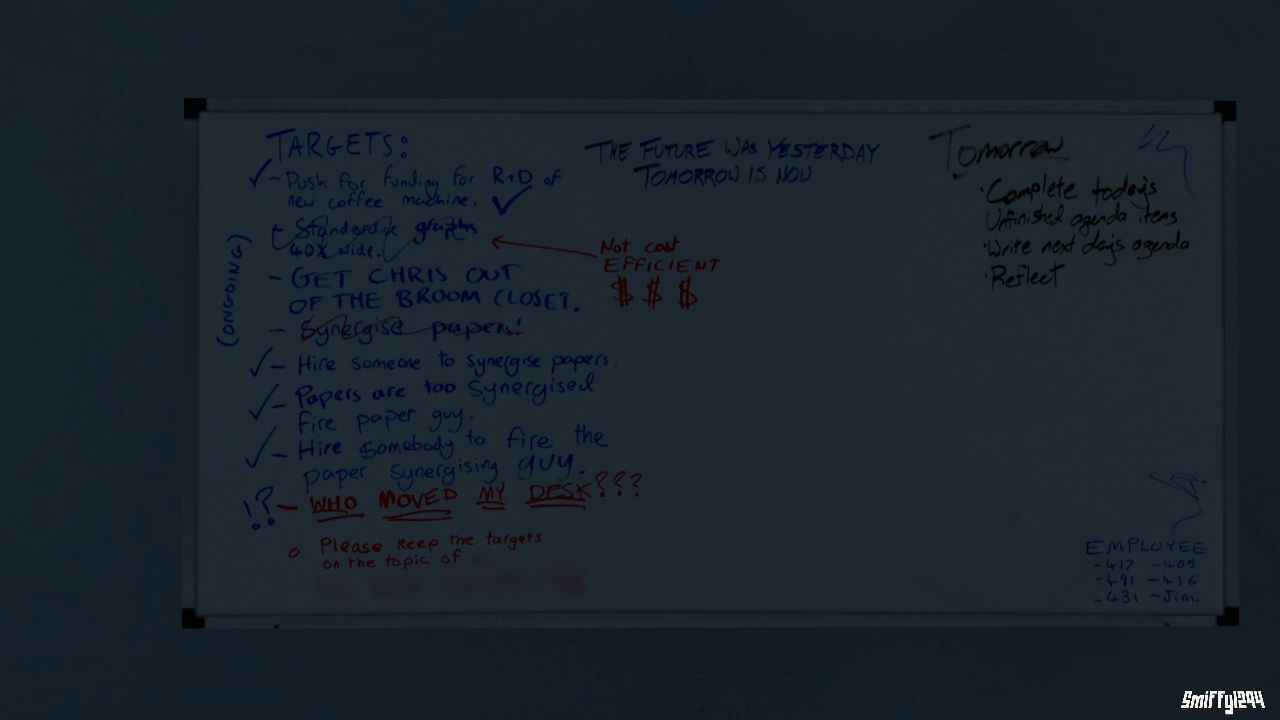 TARGETS:
- Push for funding for R+D of
new coffee machine.
- Standardize graphs
40X wide.
(ONGOING)
- GET CHRIS OUT
OF THE BROOM CLOSET.
- Synergise papers!
- Hire someone to synergise papers.
- Papers are too synergised
fire paper guy.
- Hire somebody to fire the
paper synergising guy.
!? - WHO MOVED MY DESK???
Please keep the targets
on the topic of
THE FUTURE WAS YESTERDAY
TOMORROW IS NOW
Not cost
EFFICIENT
$ $ $
Tomorrow
·Complete todays
Unfinished agenda items
·Write next days agenda
·Reflect
EMPLOYEE
-417 -405
-491 -416
-431 -Jim.
Smiffy1294